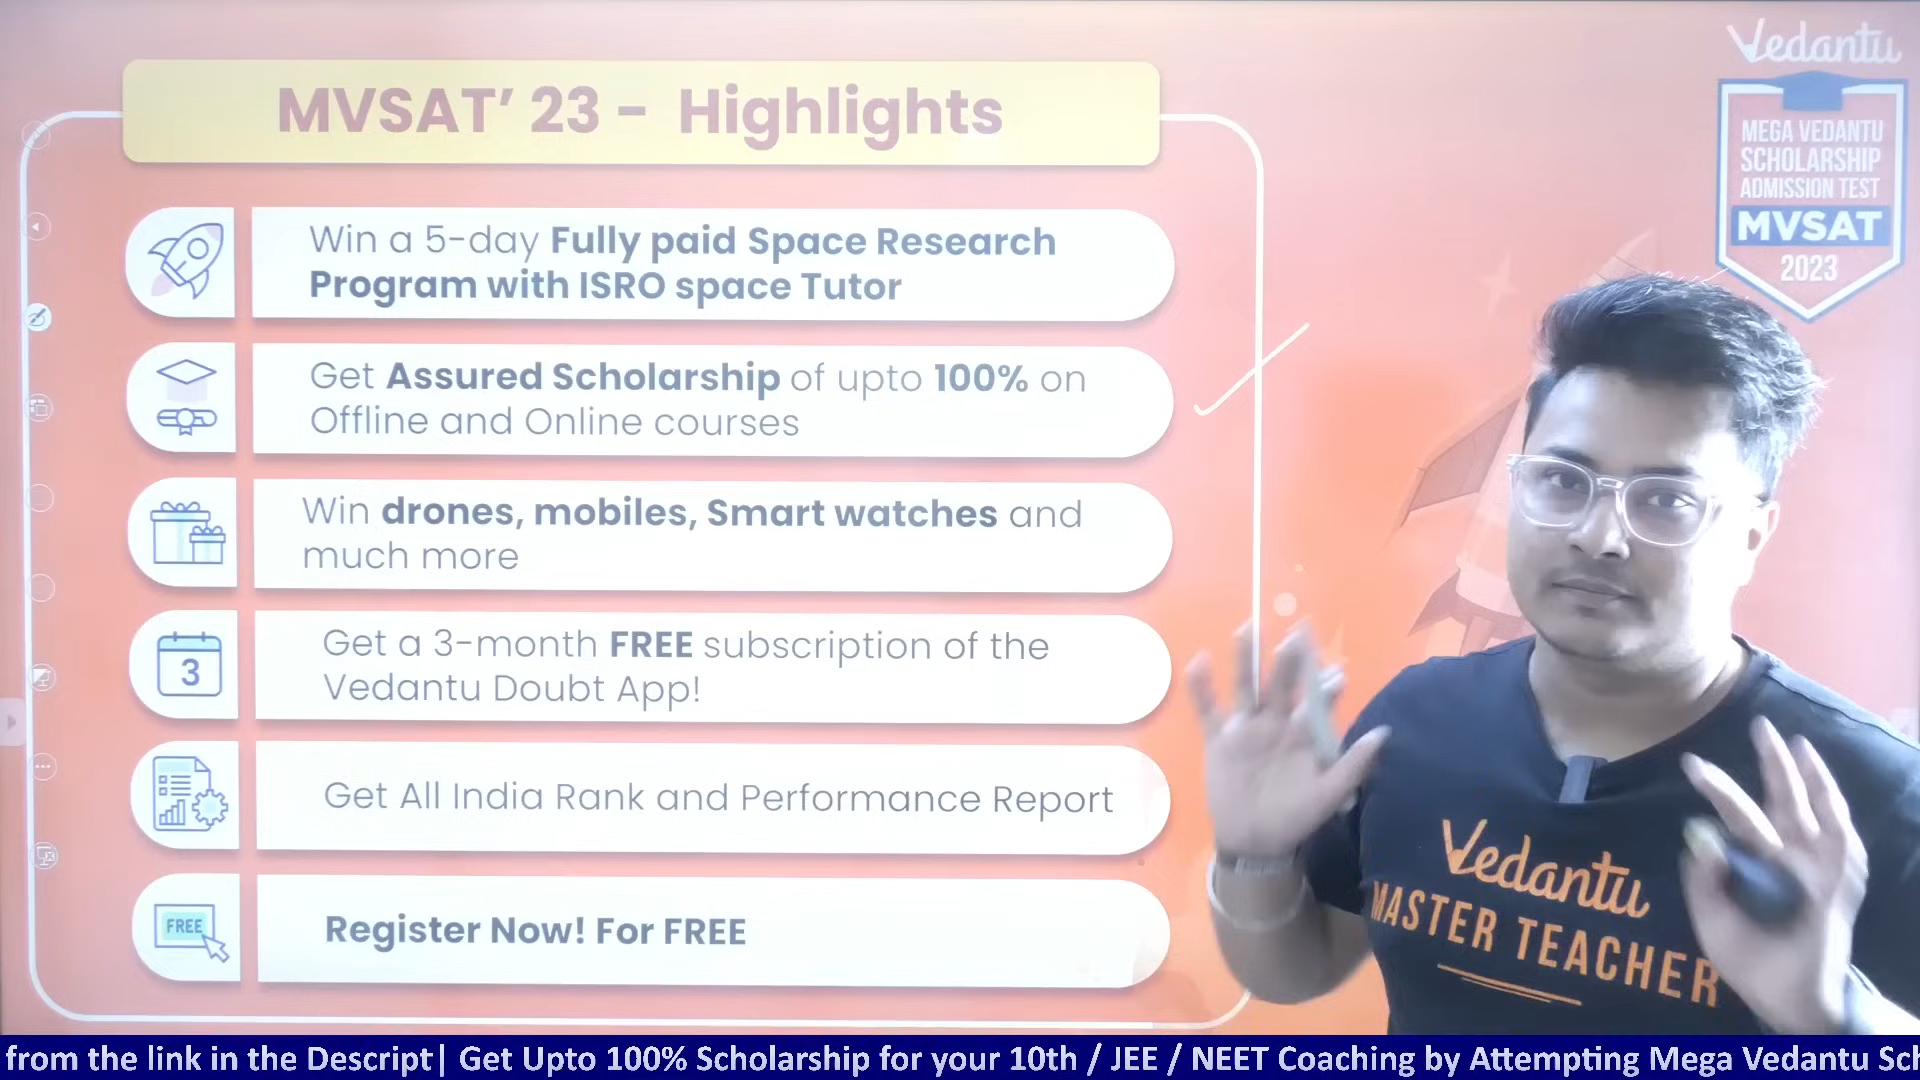 Vedantu
MVSAT' 23 - Highlights
MEGA VEDANTU
SCHOLARSHIP
ADMISSION TEST
MVSAT
2023
Win a 5-day Fully paid Space Research
Program with ISRO space Tutor
Get Assured Scholarship of upto 100% on
Offline and Online courses
Win drones, mobiles, Smart watches and
much more
3
Get a 3-month FREE subscription of the
Vedantu Doubt App!
Get All India Rank and Performance Report
FREE
Register Now! For FREE
Vedantu
MASTER TEACHER
from the link in the Descript| Get Upto 100% Scholarship for your 10th / JEE / NEET Coaching by Attempting Mega Vedantu Sch